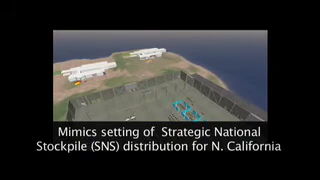 Mimics setting of Strategic National
Stockpile (SNS) distribution for N. California